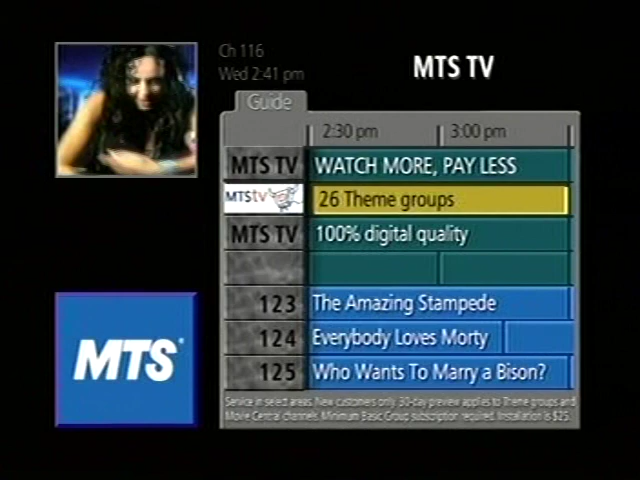 Ch 116
Wed 2:41 pm
MTS TV
Guide
2:30 pm
3:00 pm
MTS TV WATCH MORE, PAY LESS
MTStv 26 Theme groups
MTS TV 100% digital quality
123 The Amazing Stampede
124 Everybody Loves Morty
125 Who Wants To Marry a Bison?
MTS
Service in select areas. New customers only. 30-day preview applies to Theme groups and
Movie Central channels. Minimum Basic Group subscription required. Installation is $25.